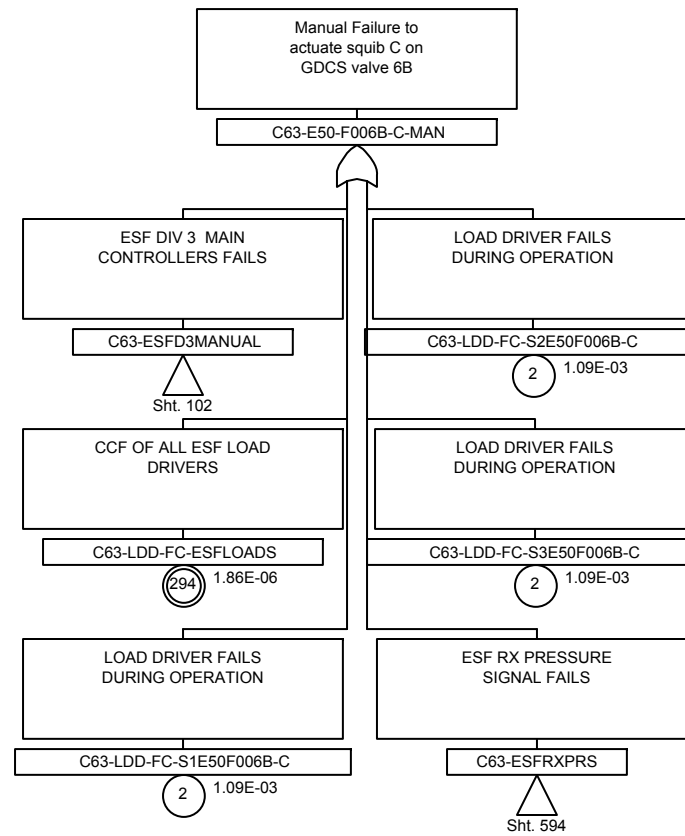 Manual Failure to
actuate squib C on
GDCS valve 6B
C63-E50-F006B-C-MAN
ESF DIV 3 MAIN
CONTROLLERS FAILS
C63-ESFD3MANUAL
Sht. 102
LOAD DRIVER FAILS
DURING OPERATION
C63-LDD-FC-S2E50F006B-C
2
1.09E-03
CCF OF ALL ESF LOAD
DRIVERS
C63-LDD-FC-ESFLOADS
294
1.86E-06
LOAD DRIVER FAILS
DURING OPERATION
C63-LDD-FC-S3E50F006B-C
2
1.09E-03
LOAD DRIVER FAILS
DURING OPERATION
C63-LDD-FC-S1E50F006B-C
2
1.09E-03
ESF RX PRESSURE
SIGNAL FAILS
C63-ESFRXPRS
Sht. 594